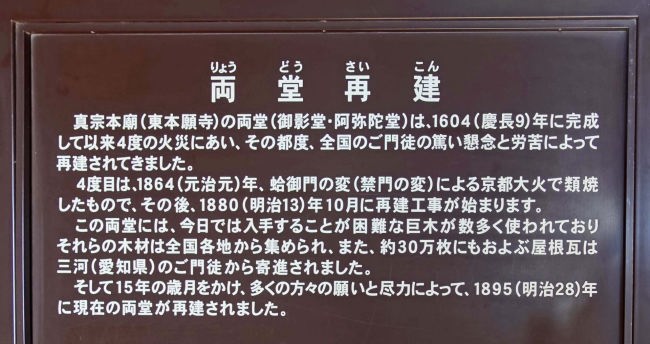 りょう どう さい こん
両堂再建
真宗本廟(東本願寺)の両堂(御影堂・阿弥陀堂)は、1604(慶長9)年に完成
して以来4度の火災にあい、その都度、全国のご門徒の篤い懇念と労苦によって
再建されてきました。
4度目は、1864(元治元)年、蛤御門の変(禁門の変)による京都大火で類焼
したもので、その後、1880(明治13)年10月に再建工事が始まります。
この両堂には、今日では入手することが困難な巨木が数多く使われており
それらの木材は全国各地から集められ、また、約30万枚にもおよぶ屋根瓦は
三河(愛知県)のご門徒から寄進されました。
そして15年の歳月をかけ、多くの方々の願いと尽力によって、1895(明治28)年
に現在の両堂が再建されました。